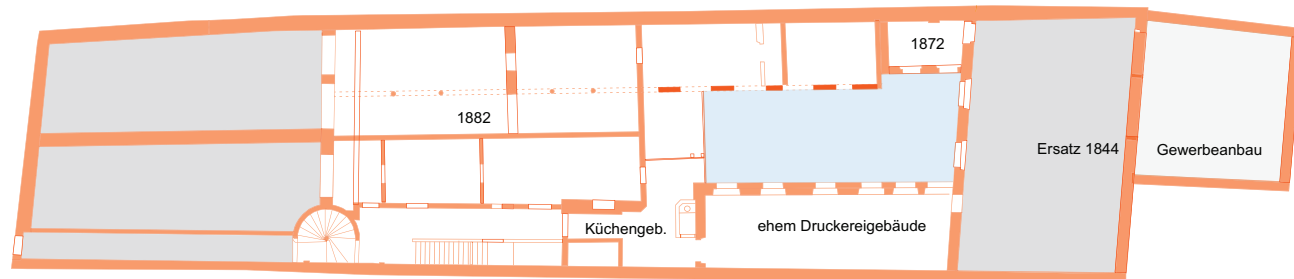 1872
1882
Ersatz 1844
Gewerbeanbau
Küchengeb.
ehem Druckereigebäude